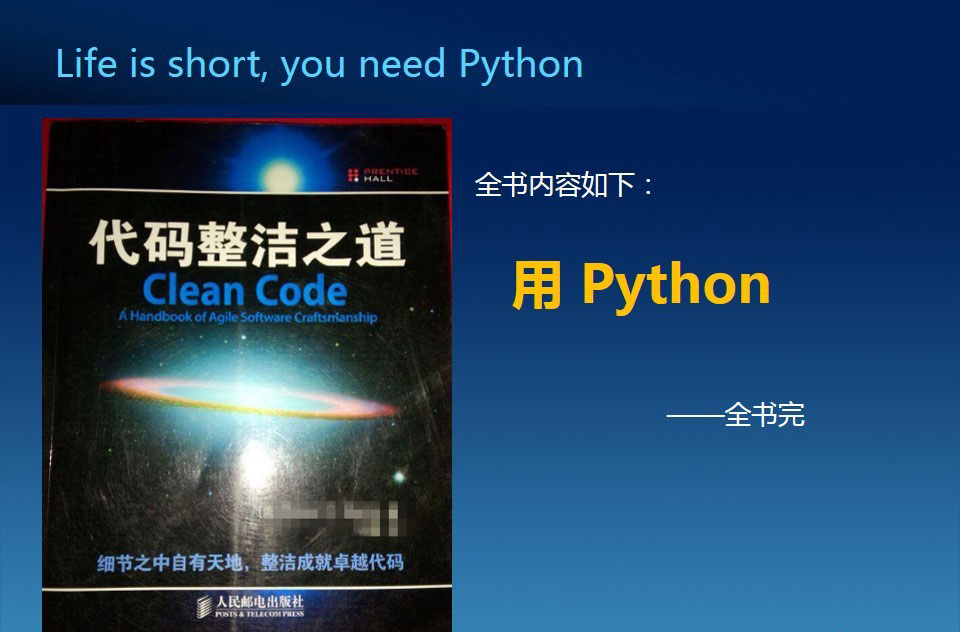 Life is short, you need Python
PRENTICE
HALL
代码整洁之道
Clean Code
A Handbook of Agile Software Craftsmanship
细节之中自有天地，整洁成就卓越代码
人民邮电出版社
POSTS & TELECOM PRESS
全书内容如下：
用 Python
——全书完